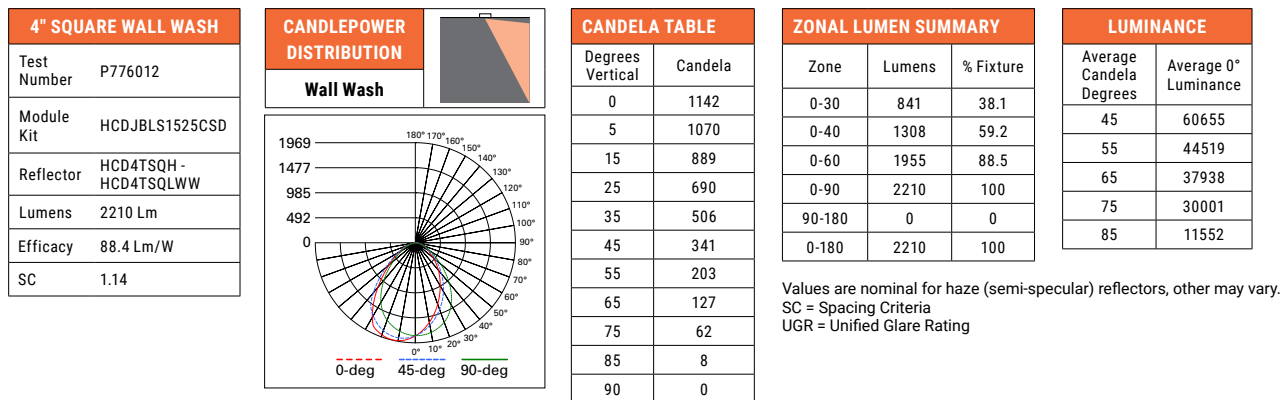 4" SQUARE WALL WASH
Test Number P776012
Module Kit HCDJBLS1525CSD
Reflector HCD4TSQH - HCD4TSQLWW
Lumens 2210 Lm
Efficacy 88.4 Lm/W
SC 1.14
CANDLEPOWER
DISTRIBUTION
Wall Wash
1969
1477
985
492
0
180° 170° 160° 150° 140° 130° 120° 110° 100° 90° 80° 70° 60° 50° 40° 30° 20° 10° 0°
0-deg 45-deg 90-deg
CANDELA TABLE
Degrees Vertical Candela
0 1142
5 1070
15 889
25 690
35 506
45 341
55 203
65 127
75 62
85 8
90 0
ZONAL LUMEN SUMMARY
Zone Lumens % Fixture
0-30 841 38.1
0-40 1308 59.2
0-60 1955 88.5
0-90 2210 100
90-180 0 0
0-180 2210 100
LUMINANCE
Average Candela Degrees Average 0° Luminance
45 60655
55 44519
65 37938
75 30001
85 11552
Values are nominal for haze (semi-specular) reflectors, other may vary.
SC = Spacing Criteria
UGR = Unified Glare Rating